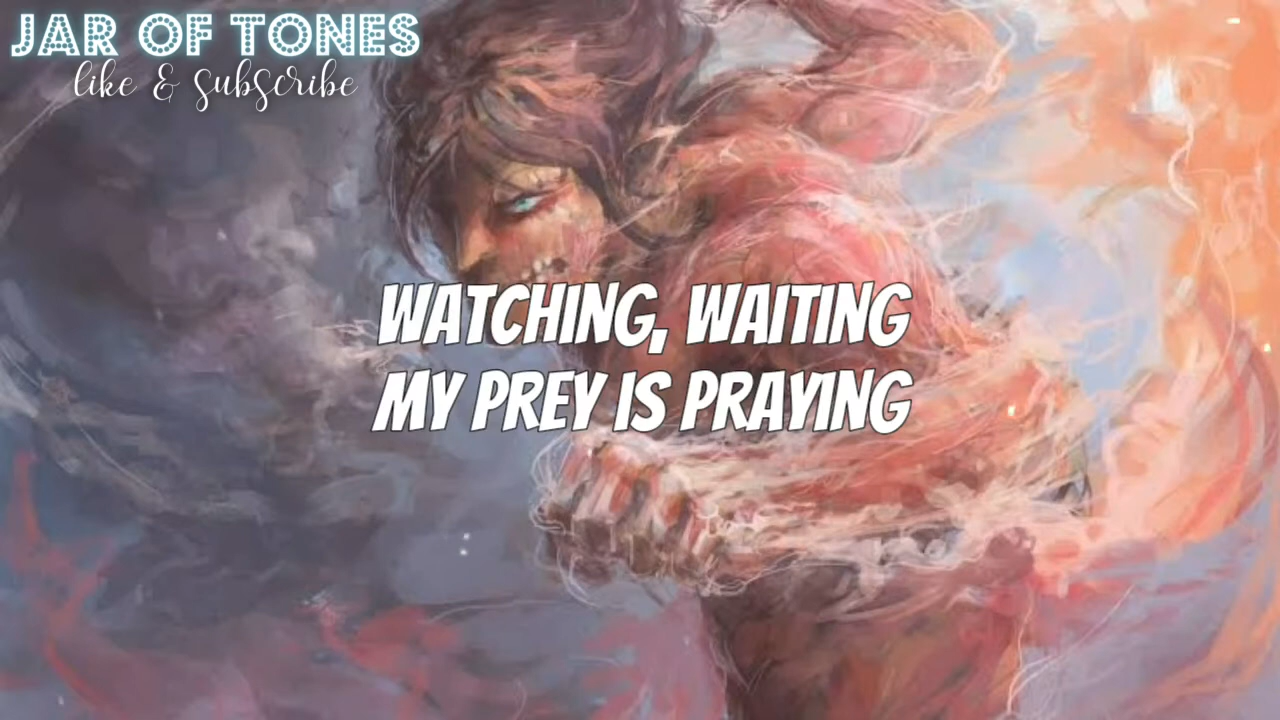 JAR OF TONES
like & subscribe
WATCHING, WAITING
MY PREY IS PRAYING